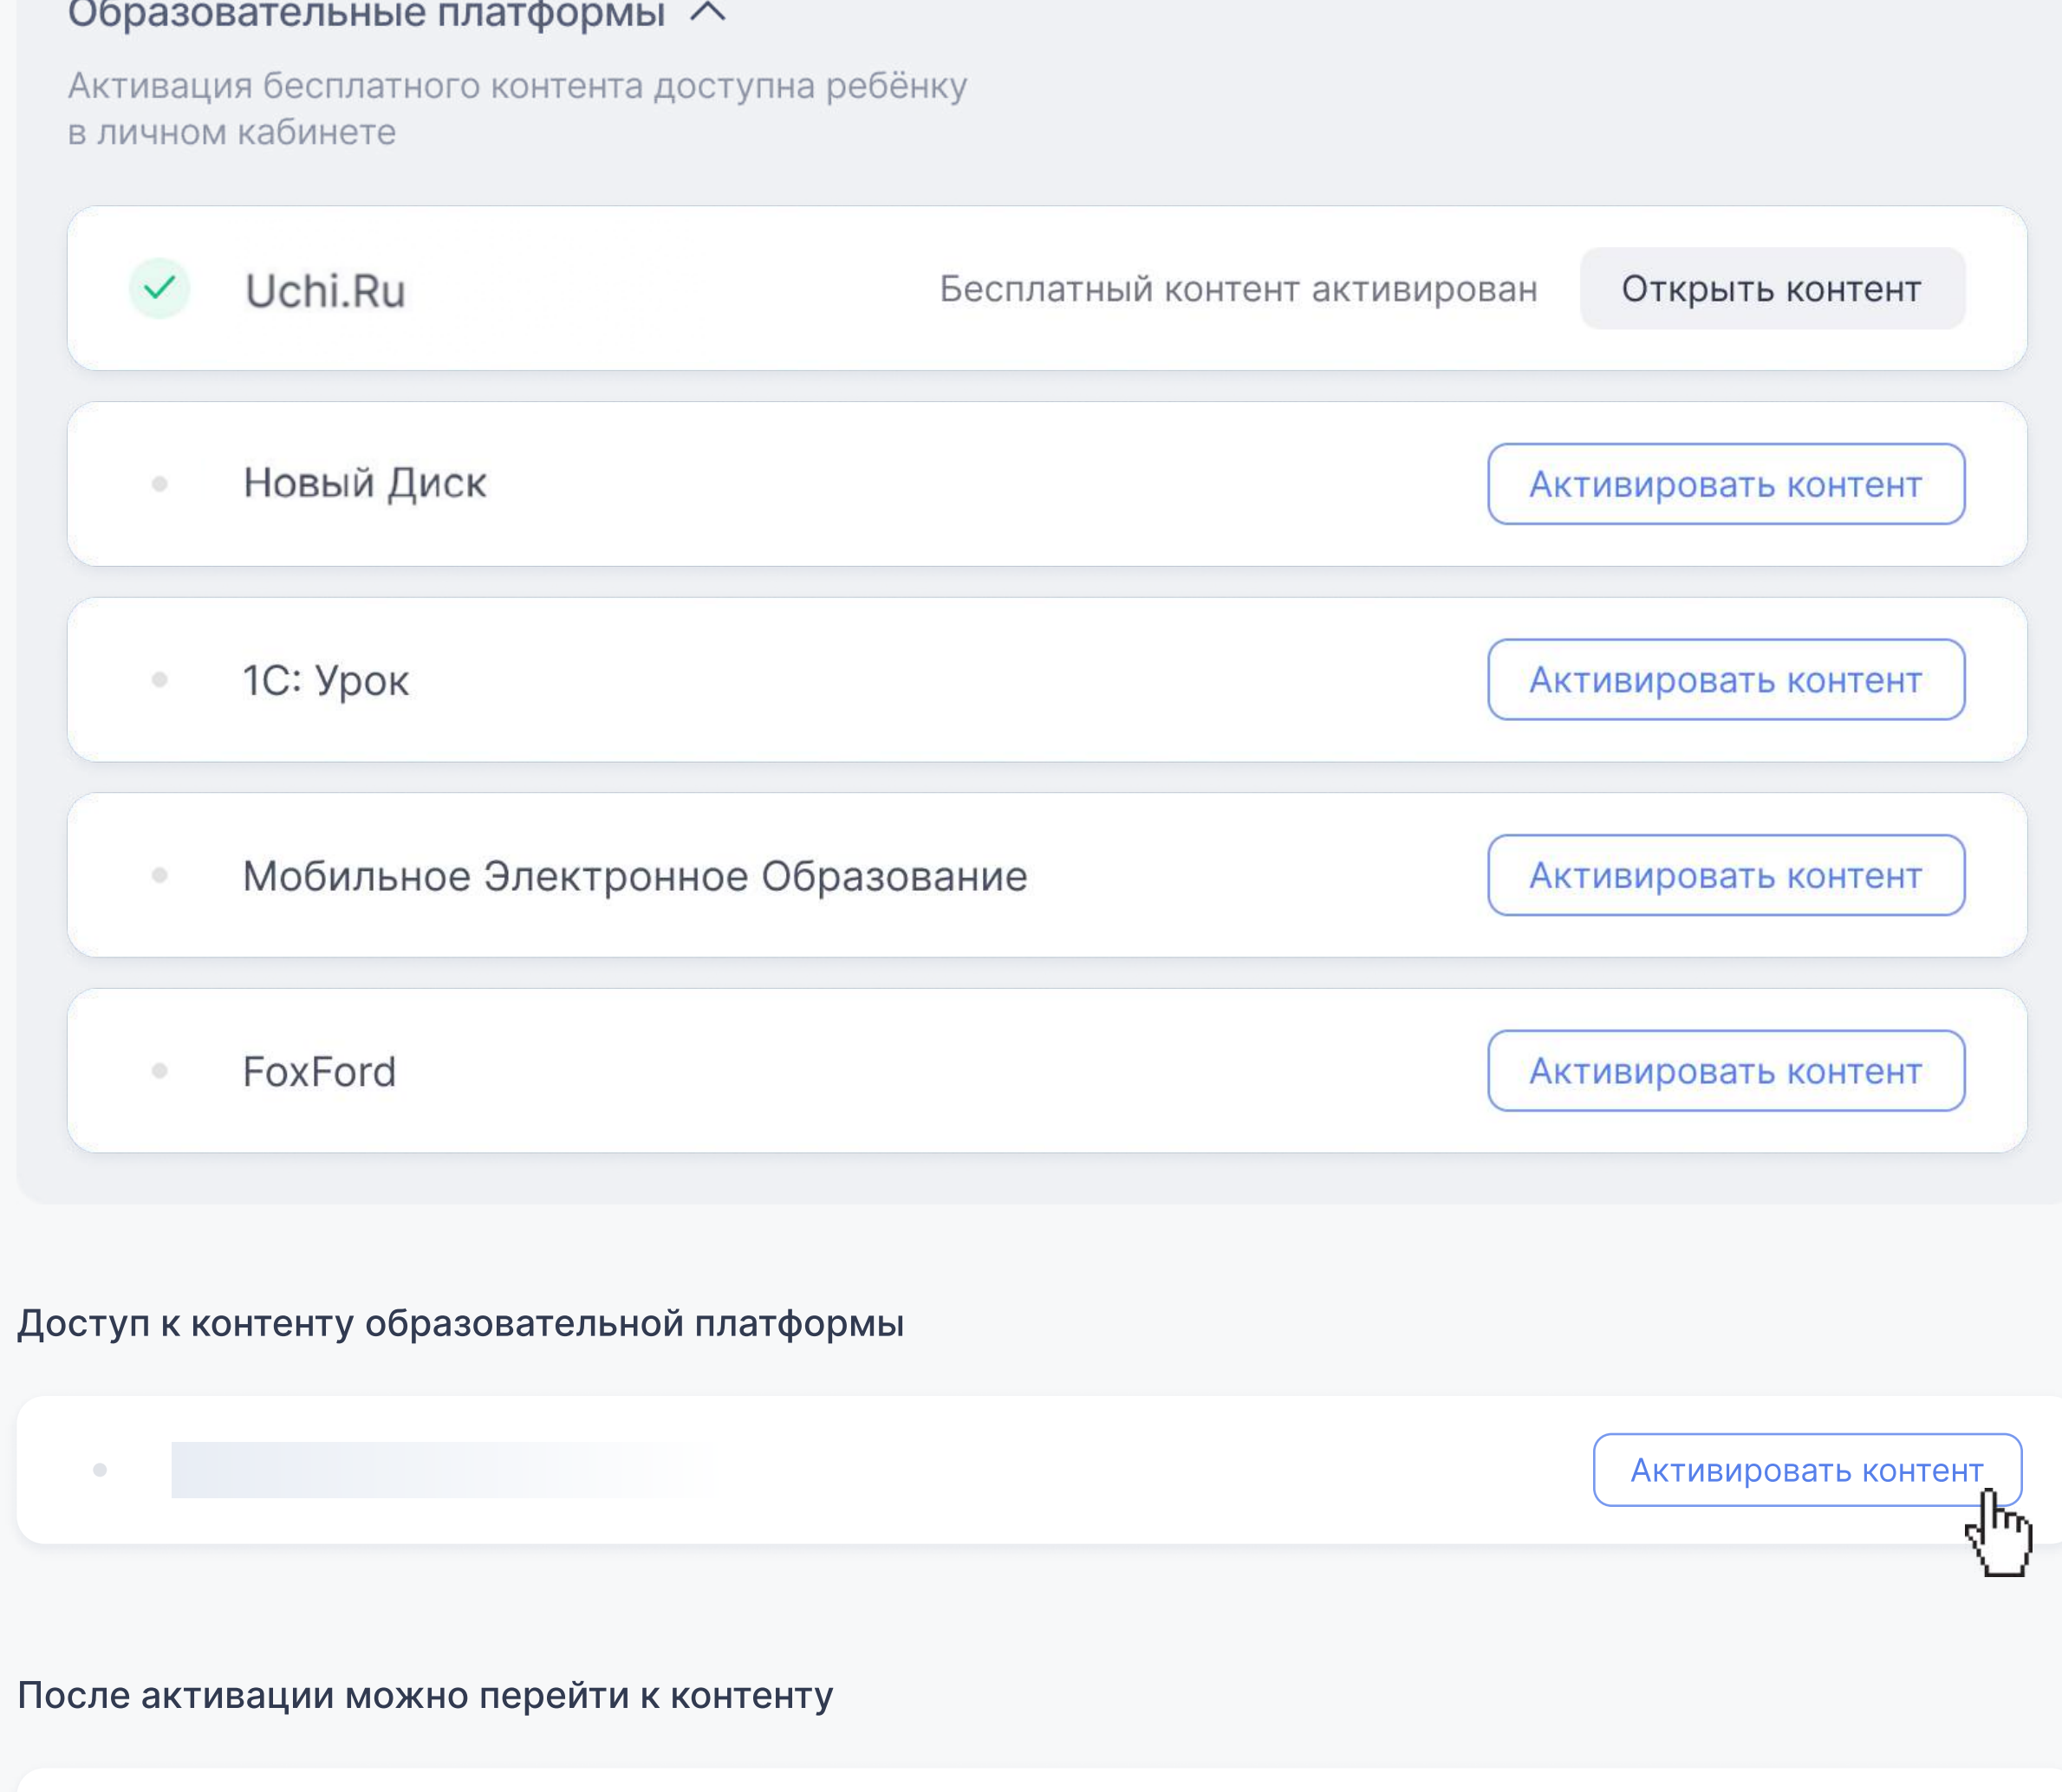 Образовательные платформы
Активация бесплатного контента доступна ребёнку
в личном кабинете
Uchi.Ru Бесплатный контент активирован Открыть контент
Новый Диск Активировать контент
1С: Урок Активировать контент
Мобильное Электронное Образование Активировать контент
FoxFord Активировать контент
Доступ к контенту образовательной платформы
Активировать контент
После активации можно перейти к контенту